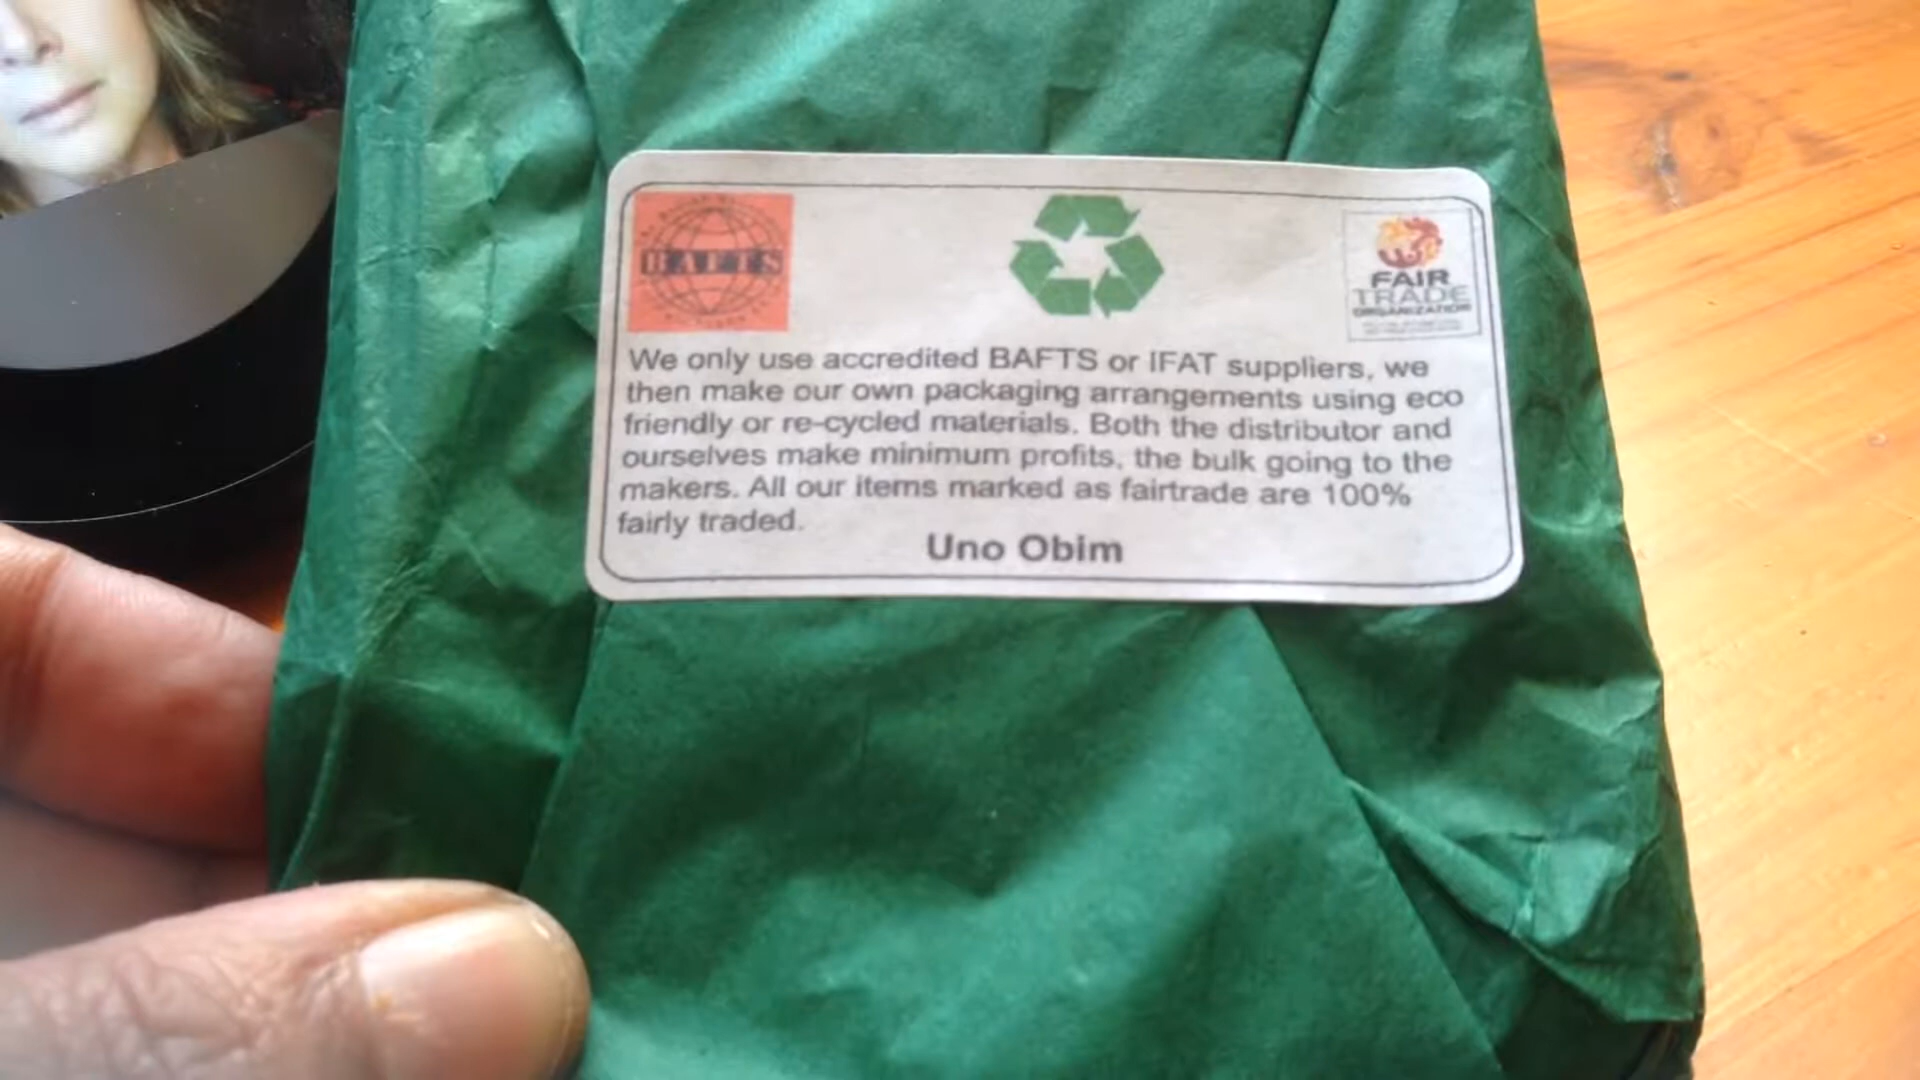 BAFTS
FAIR
TRADE
ORGANIZATION
We only use accredited BAFTS or IFAT suppliers, we
then make our own packaging arrangements using eco
friendly or re-cycled materials. Both the distributor and
ourselves make minimum profits, the bulk going to the
makers. All our items marked as fairtrade are 100%
fairly traded.
Uno Obim